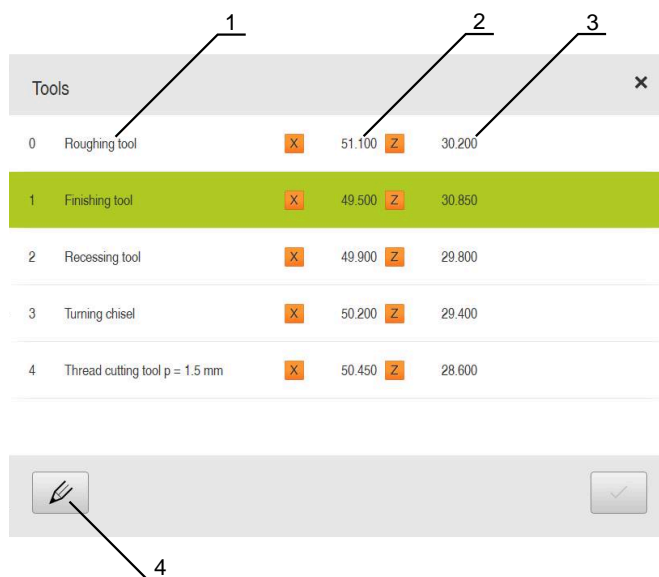 1 2 3
Tools ×
0 Roughing tool X 51.100 Z 30.200
1 Finishing tool X 49.500 Z 30.850
2 Recessing tool X 49.900 Z 29.800
3 Turning chisel X 50.200 Z 29.400
4 Thread cutting tool p = 1.5 mm X 50.450 Z 28.600
4